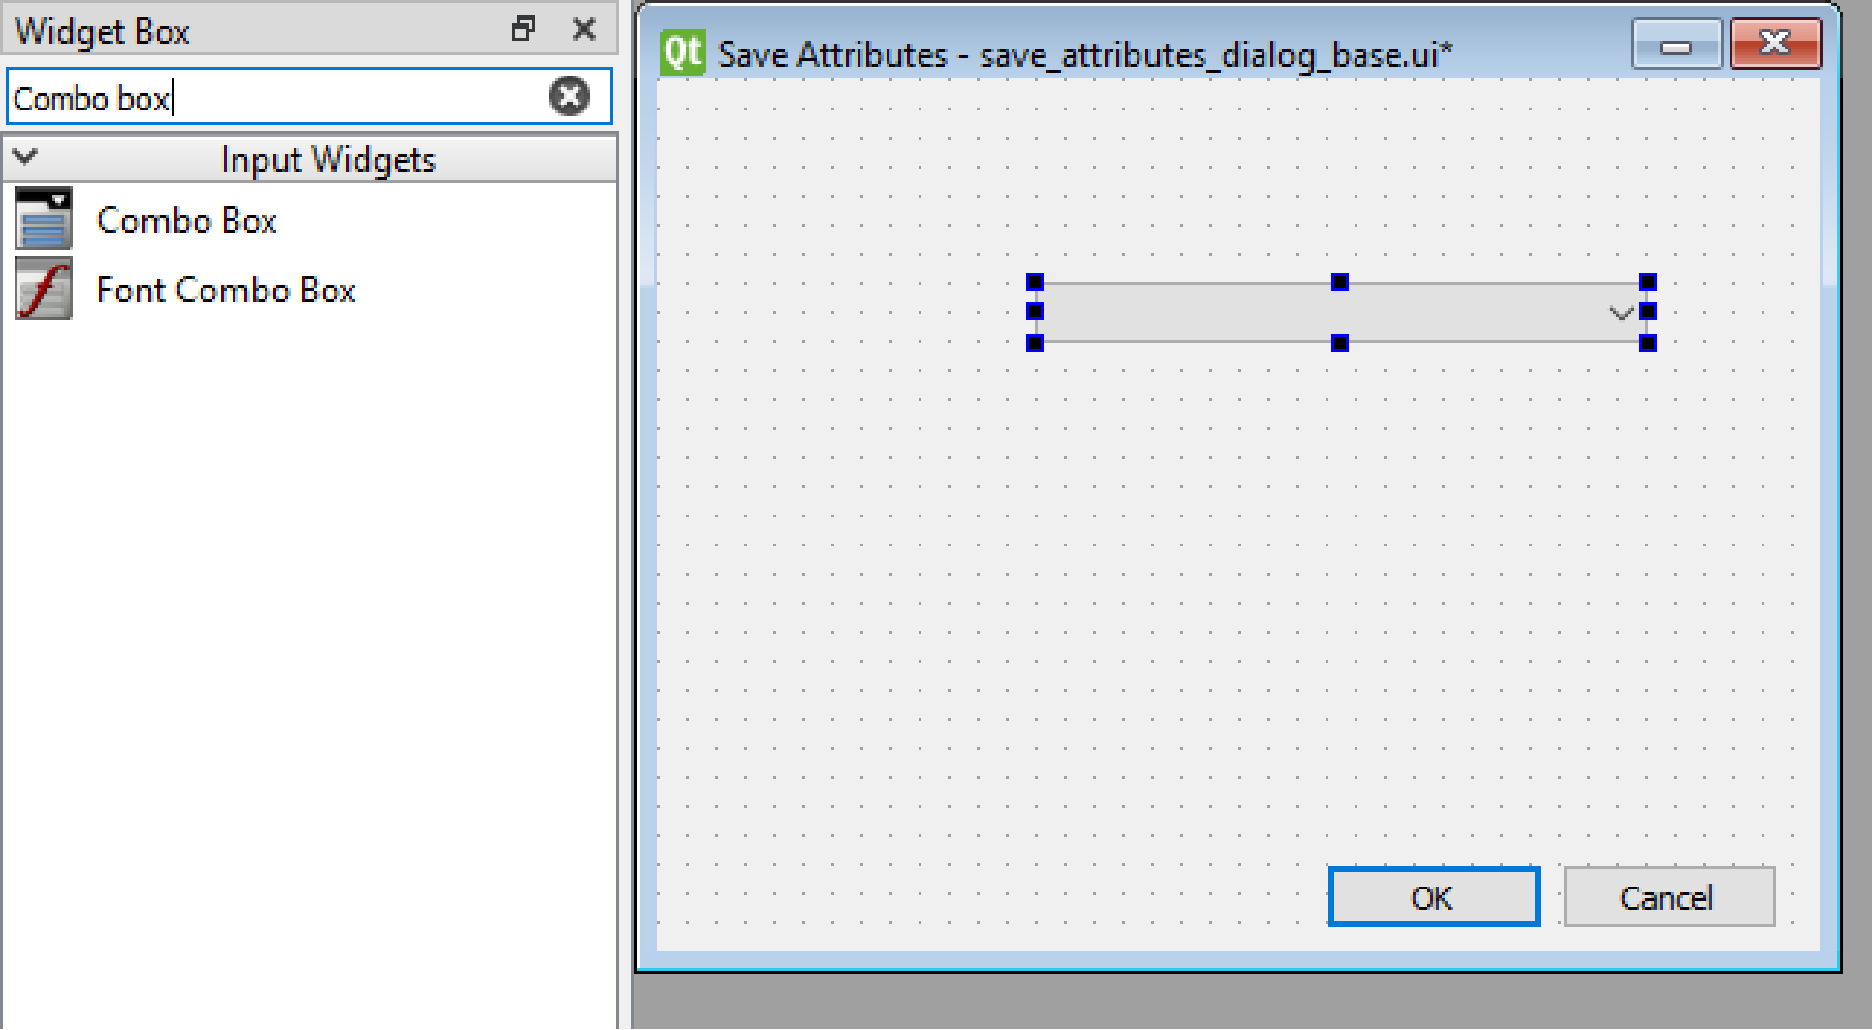 Widget Box
Combo box
Input Widgets
Combo Box
Font Combo Box
Qt Save Attributes - save_attributes_dialog_base.ui*
OK Cancel